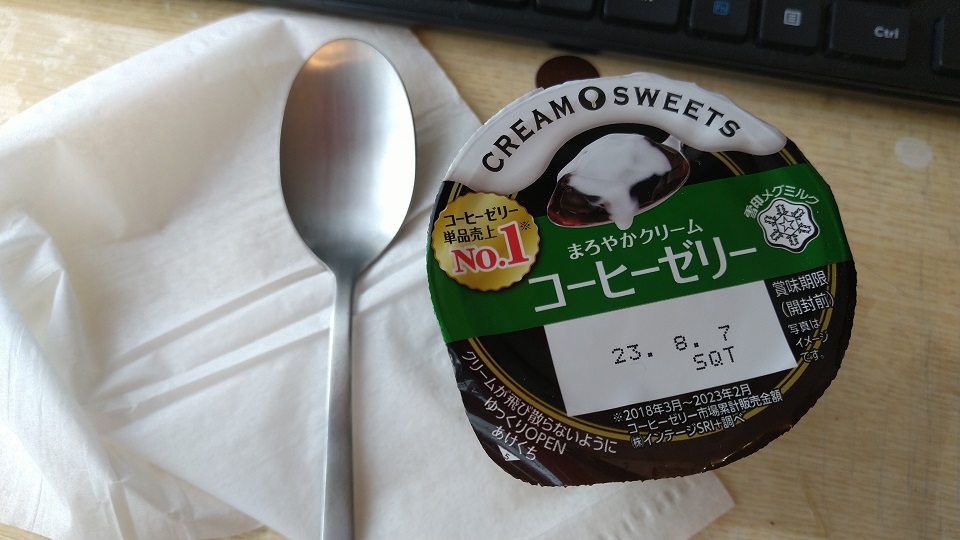 Ctrl
CREAM SWEETS
雪印メグミルク
コーヒーゼリー
単品売上※
No.1
まろやかクリーム
コーヒーゼリー
賞味期限
(開封前)
写真は
イメージ
です。
23. 8. 7
SQT
※2018年3月~2023年2月
コーヒーゼリー市場累計販売金額
㈱インテージSRI+調べ
クリームが飛び散らないように
ゆっくりOPEN
あけくち